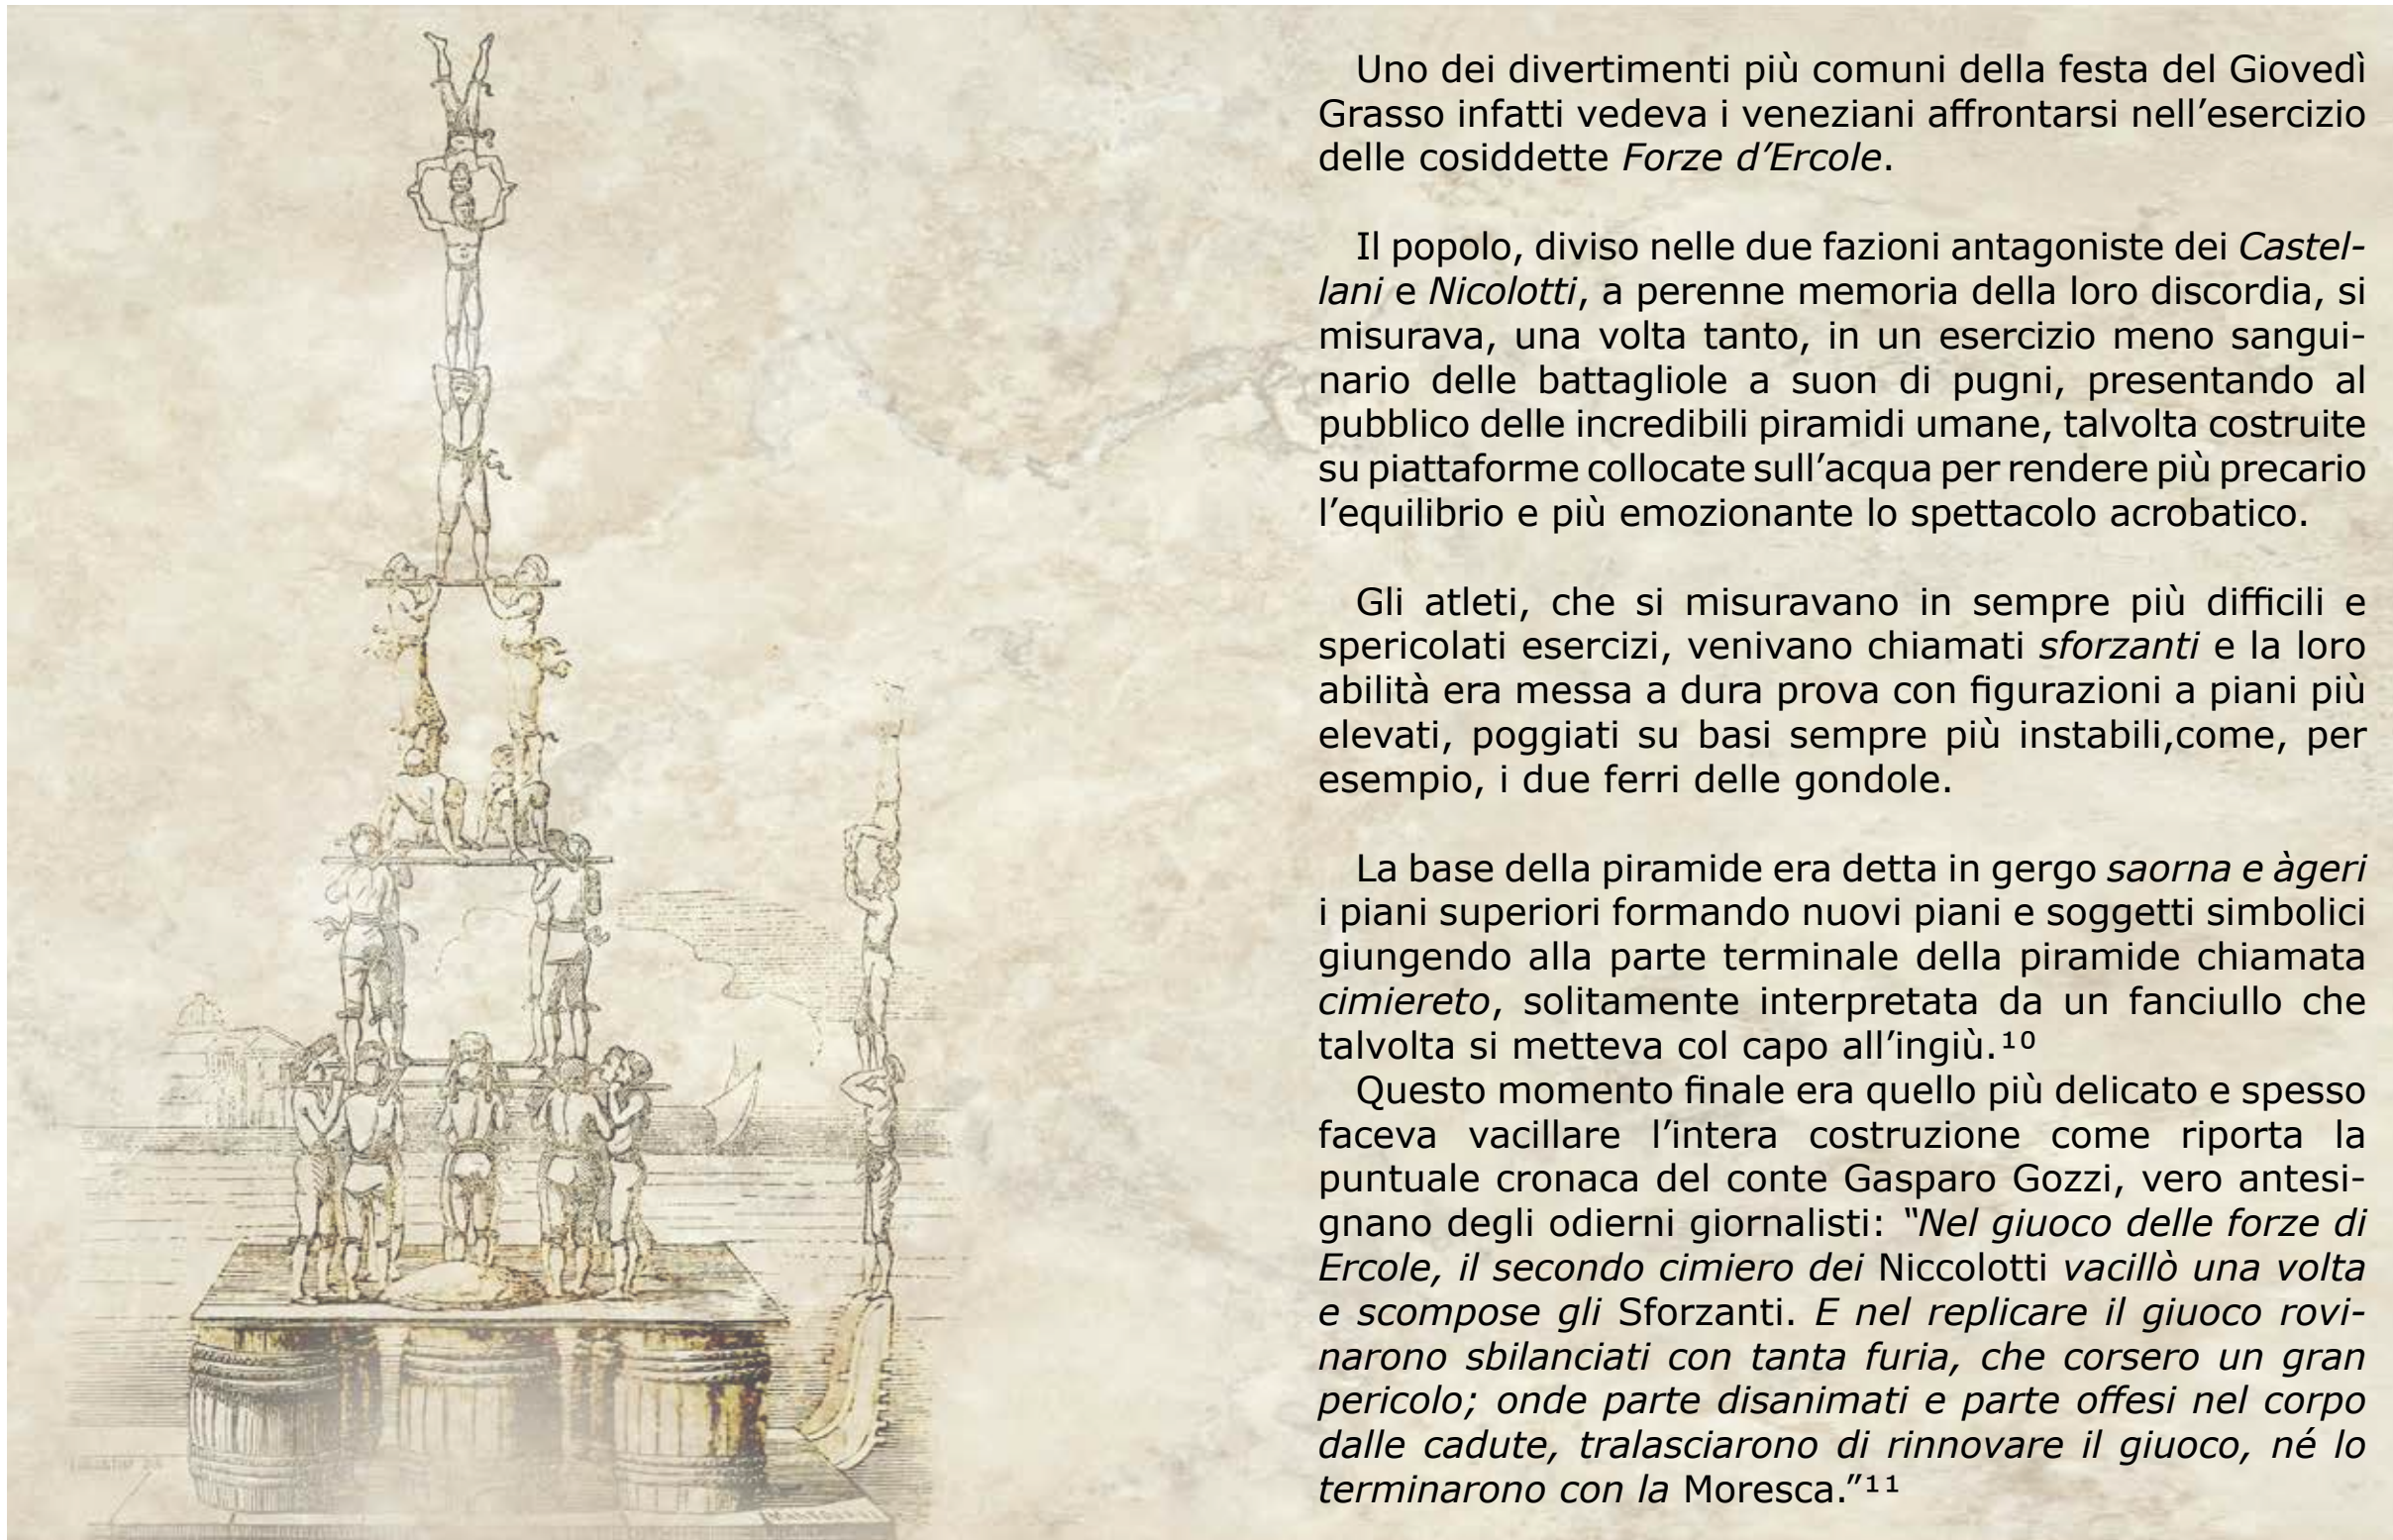 Uno dei divertimenti più comuni della festa del Giovedì
Grasso infatti vedeva i veneziani affrontarsi nell’esercizio
delle cosiddette Forze d’Ercole.
Il popolo, diviso nelle due fazioni antagoniste dei Castel-
lani e Nicolotti, a perenne memoria della loro discordia, si
misurava, una volta tanto, in un esercizio meno sangui-
nario delle battagliole a suon di pugni, presentando al
pubblico delle incredibili piramidi umane, talvolta costruite
su piattaforme collocate sull’acqua per rendere più precario
l’equilibrio e più emozionante lo spettacolo acrobatico.
Gli atleti, che si misuravano in sempre più difficili e
spericolati esercizi, venivano chiamati sforzanti e la loro
abilità era messa a dura prova con figurazioni a piani più
elevati, poggiati su basi sempre più instabili,come, per
esempio, i due ferri delle gondole.
La base della piramide era detta in gergo saorna e àgeri
i piani superiori formando nuovi piani e soggetti simbolici
giungendo alla parte terminale della piramide chiamata
cimiereto, solitamente interpretata da un fanciullo che
talvolta si metteva col capo all’ingiù.¹⁰
Questo momento finale era quello più delicato e spesso
faceva vacillare l’intera costruzione come riporta la
puntuale cronaca del conte Gasparo Gozzi, vero antesi-
gnano degli odierni giornalisti: “Nel giuoco delle forze di
Ercole, il secondo cimiero dei Niccolotti vacillò una volta
e scompose gli Sforzanti. E nel replicare il giuoco rovi-
narono sbilanciati con tanta furia, che corsero un gran
pericolo; onde parte disanimati e parte offesi nel corpo
dalle cadute, tralasciarono di rinnovare il giuoco, né lo
terminarono con la Moresca.”¹¹